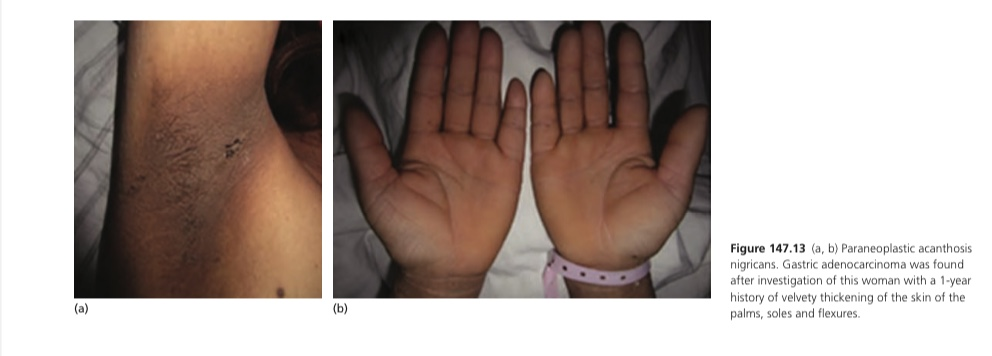 (a)
(b)
Figure 147.13 (a, b) Paraneoplastic acanthosis
nigricans. Gastric adenocarcinoma was found
after investigation of this woman with a 1-year
history of velvety thickening of the skin of the
palms, soles and flexures.